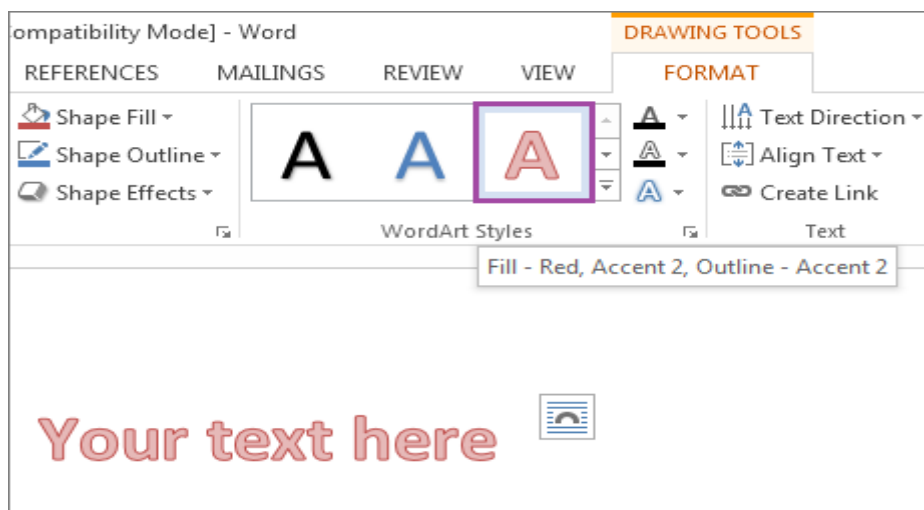 ompatibility Mode] - Word
DRAWING TOOLS
REFERENCES MAILINGS REVIEW VIEW FORMAT
Shape Fill
Shape Outline
Shape Effects
A A A
A
A
A
Text Direction
Align Text
Create Link
WordArt Styles
Text
Fill - Red, Accent 2, Outline - Accent 2
Your text here